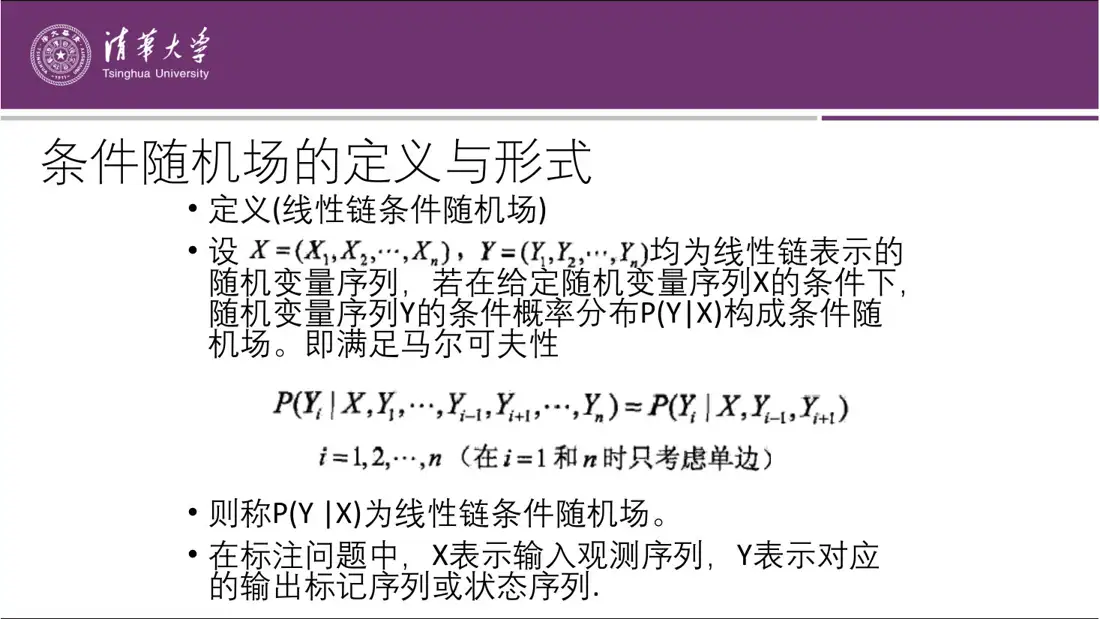 清华大学
Tsinghua University
条件随机场的定义与形式
• 定义(线性链条件随机场)
• 设 X=(X₁,X₂,⋯,Xₙ)，Y=(Y₁,Y₂,⋯,Yₙ)均为线性链表示的
随机变量序列，若在给定随机变量序列X的条件下，
随机变量序列Y的条件概率分布P(Y|X)构成条件随
机场。即满足马尔可夫性
P(Yᵢ | X,Y₁,⋯,Yᵢ₋₁,Yᵢ₊₁,⋯,Yₙ)=P(Yᵢ | X,Yᵢ₋₁,Yᵢ₊₁)
i=1,2,⋯,n（在i=1和n时只考虑单边）
• 则称P(Y |X)为线性链条件随机场。
• 在标注问题中，X表示输入观测序列，Y表示对应
的输出标记序列或状态序列.